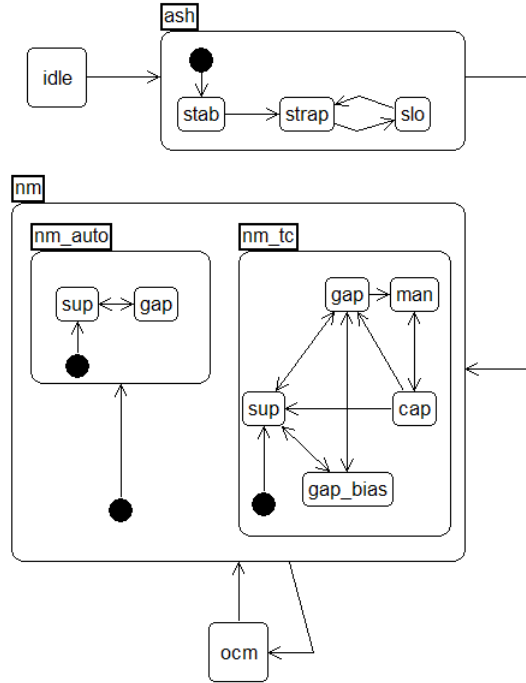 ash
idle
stab
strap
slo
nm
nm_auto
nm_tc
sup
gap
gap
man
sup
cap
gap_bias
ocm